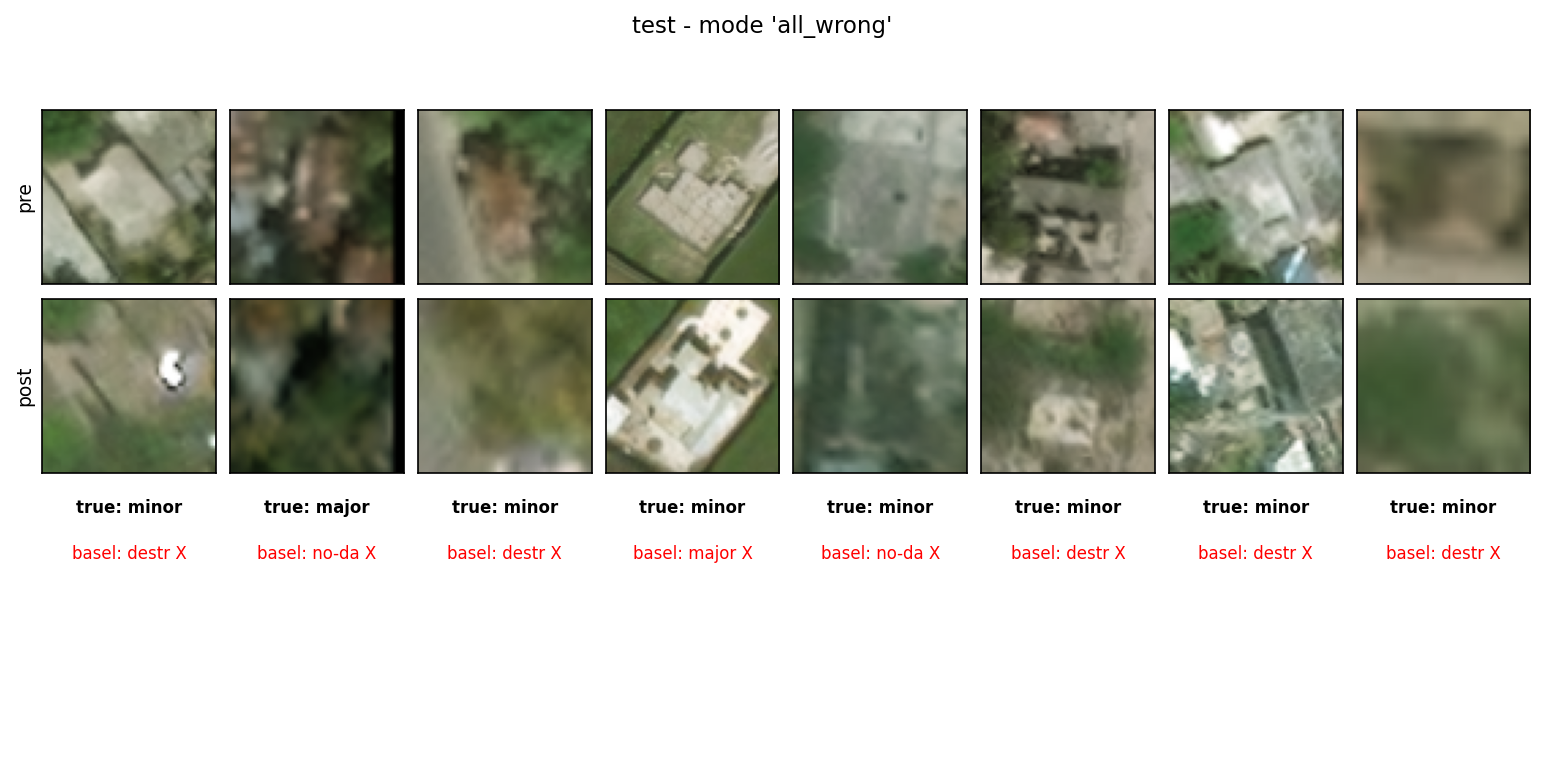 test - mode 'all_wrong'
pre
post
true: minor true: major true: minor true: minor true: minor true: minor true: minor true: minor
basel: destr X basel: no-da X basel: destr X basel: major X basel: no-da X basel: destr X basel: destr X basel: destr X